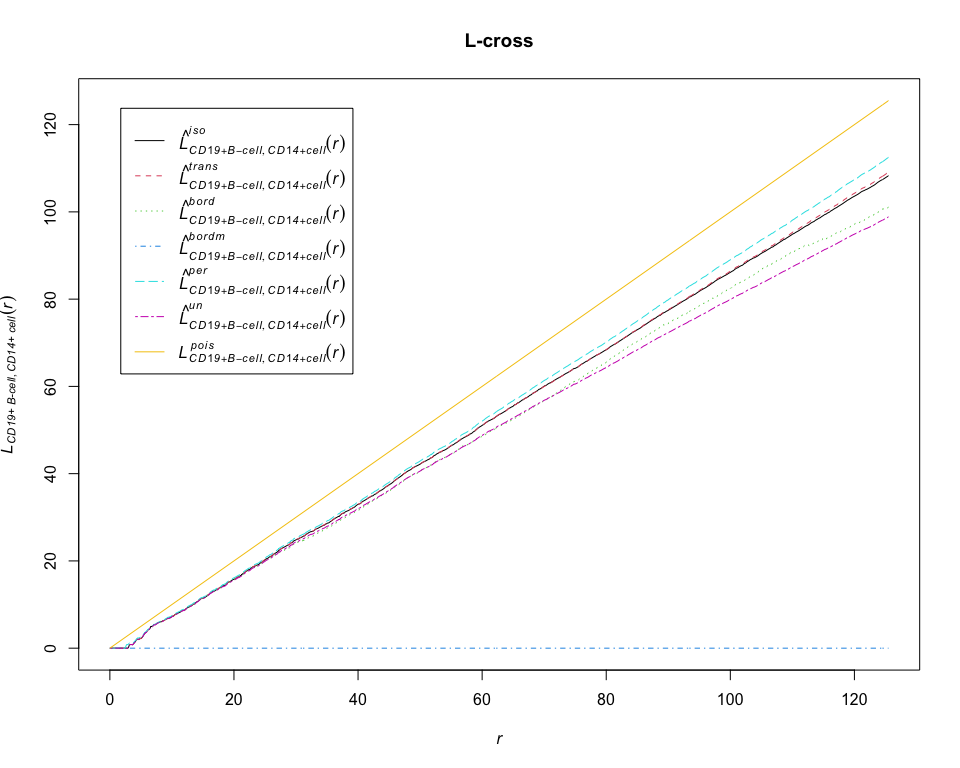 L-cross
L̂^iso_CD19+B−cell, CD14+cell(r)
L̂^trans_CD19+B−cell, CD14+cell(r)
L̂^bord_CD19+B−cell, CD14+cell(r)
L̂^bordm_CD19+B−cell, CD14+cell(r)
L̂^per_CD19+B−cell, CD14+cell(r)
L̂^un_CD19+B−cell, CD14+cell(r)
L^pois_CD19+B−cell, CD14+cell(r)
L_CD19+ B-cell, CD14+ cell(r)
120
100
80
60
40
20
0
0 20 40 60 80 100 120
r